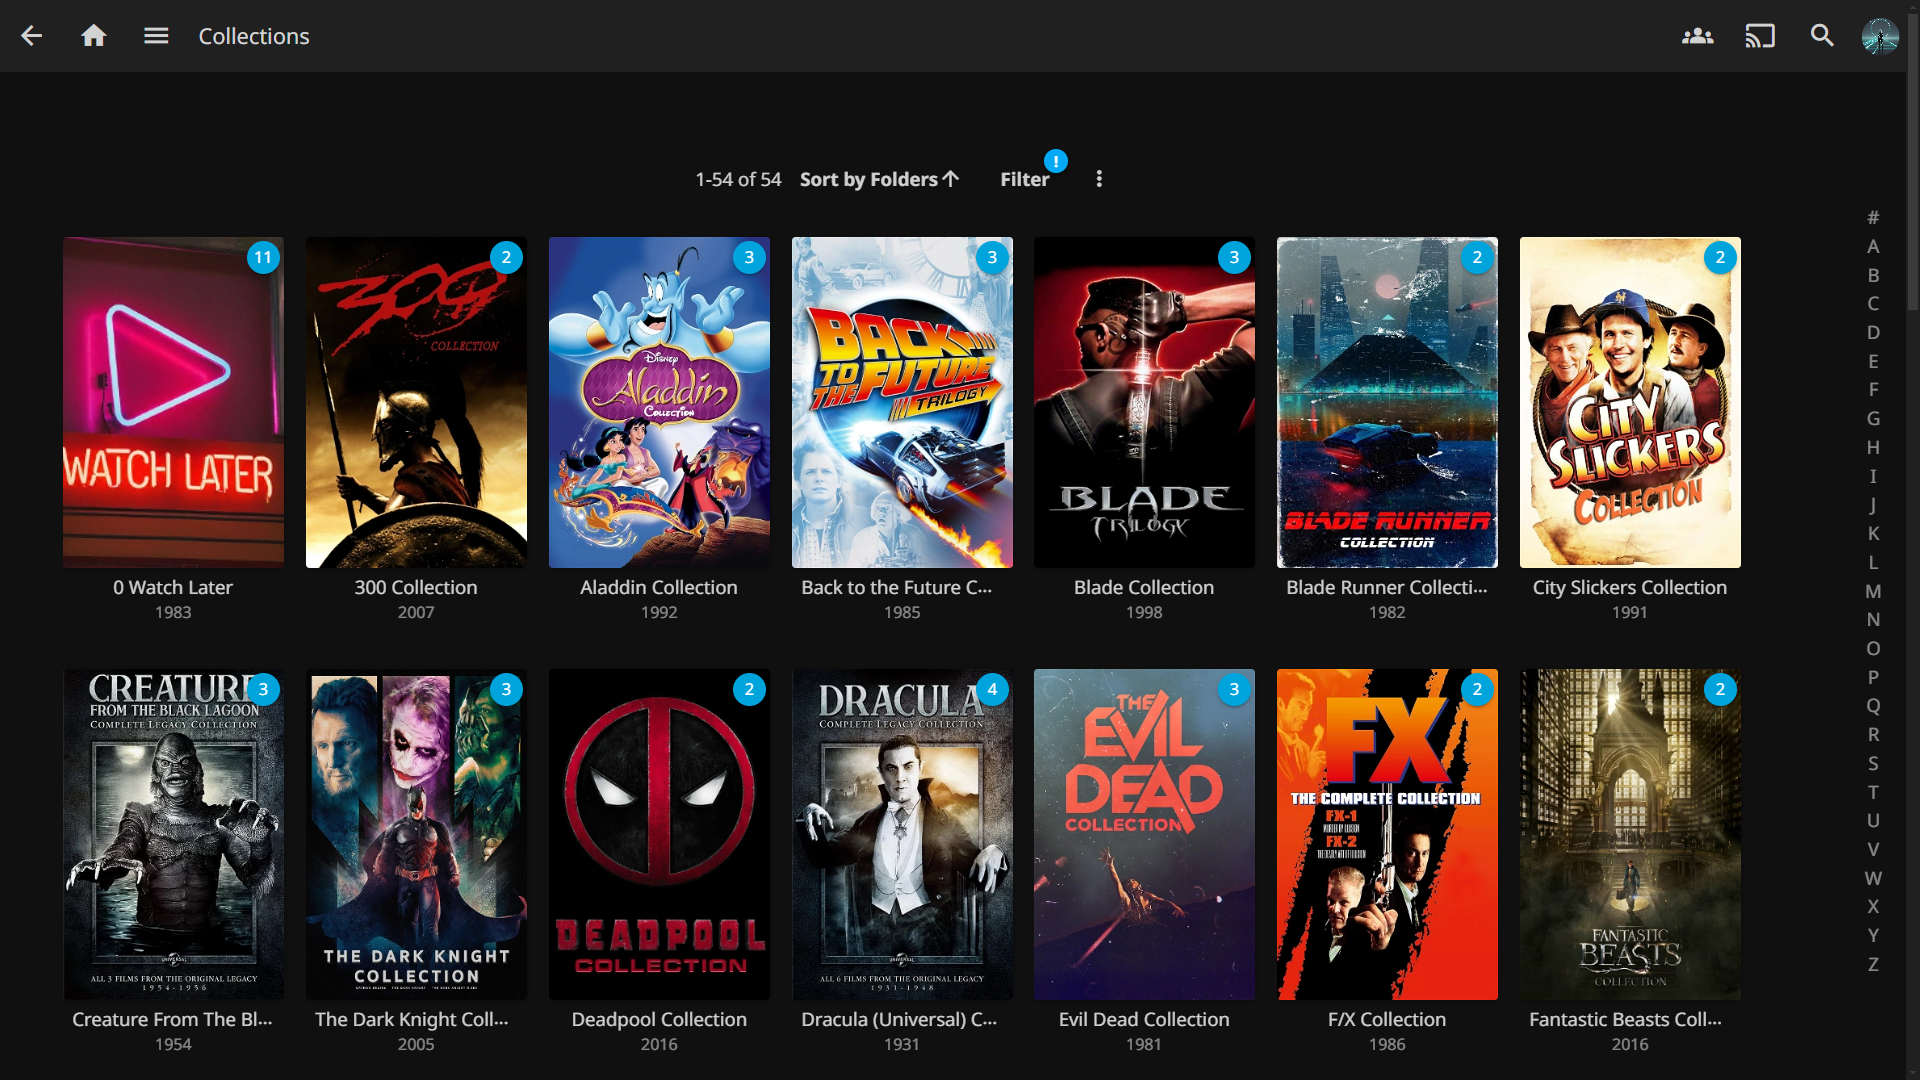 Collections
1-54 of 54 Sort by Folders Filter !
#
A
B
C
D
E
F
G
H
I
J
K
L
M
N
O
P
Q
R
S
T
U
V
W
X
Y
Z
11
WATCH LATER
0 Watch Later
1983
2
300
COLLECTION
300 Collection
2007
3
Disney
Aladdin
Collection
Aladdin Collection
1992
3
BACK
TO THE FUTURE
TRILOGY
Back to the Future C...
1985
3
BLADE
TRILOGY
Blade Collection
1998
2
BLADE RUNNER
COLLECTION
Blade Runner Collecti...
1982
2
CITY
SLICKERS
COLLECTION
City Slickers Collection
1991
3
CREATURE
FROM THE BLACK LAGOON
COMPLETE LEGACY COLLECTION
UNIVERSAL
ALL 3 FILMS FROM THE ORIGINAL LEGACY
1954-1956
Creature From The Bl...
1954
3
THE DARK KNIGHT
COLLECTION
The Dark Knight Coll...
2005
2
DEADPOOL
COLLECTION
Deadpool Collection
2016
4
DRACULA
COMPLETE LEGACY COLLECTION
UNIVERSAL
ALL 6 FILMS FROM THE ORIGINAL LEGACY
1931-1948
Dracula (Universal) C...
1931
3
THE
EVIL
DEAD
COLLECTION
Evil Dead Collection
1981
2
FX
THE COMPLETE COLLECTION
FX-1
FX-2
F/X Collection
1986
2
FANTASTIC
BEASTS
COLLECTION
Fantastic Beasts Coll...
2016